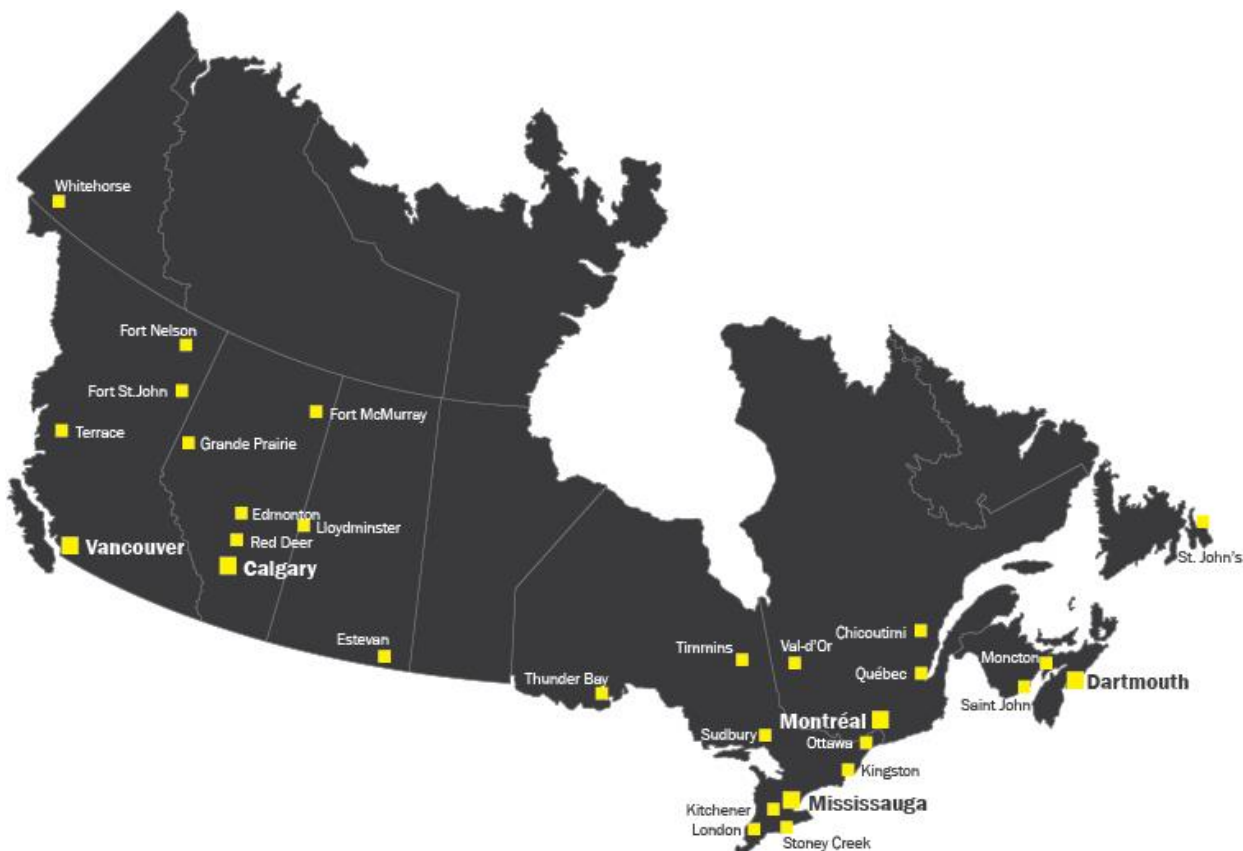 Whitehorse
Fort Nelson
Fort St.John
Fort McMurray
Terrace
Grande Prairie
Edmonton
Lloydminster
Red Deer
Vancouver
Calgary
St. John's
Estevan
Timmins
Val-d'Or
Chicoutimi
Thunder Bay
Québec
Moncton
Dartmouth
Saint John
Montréal
Sudbury
Ottawa
Kingston
Mississauga
Kitchener
London
Stoney Creek